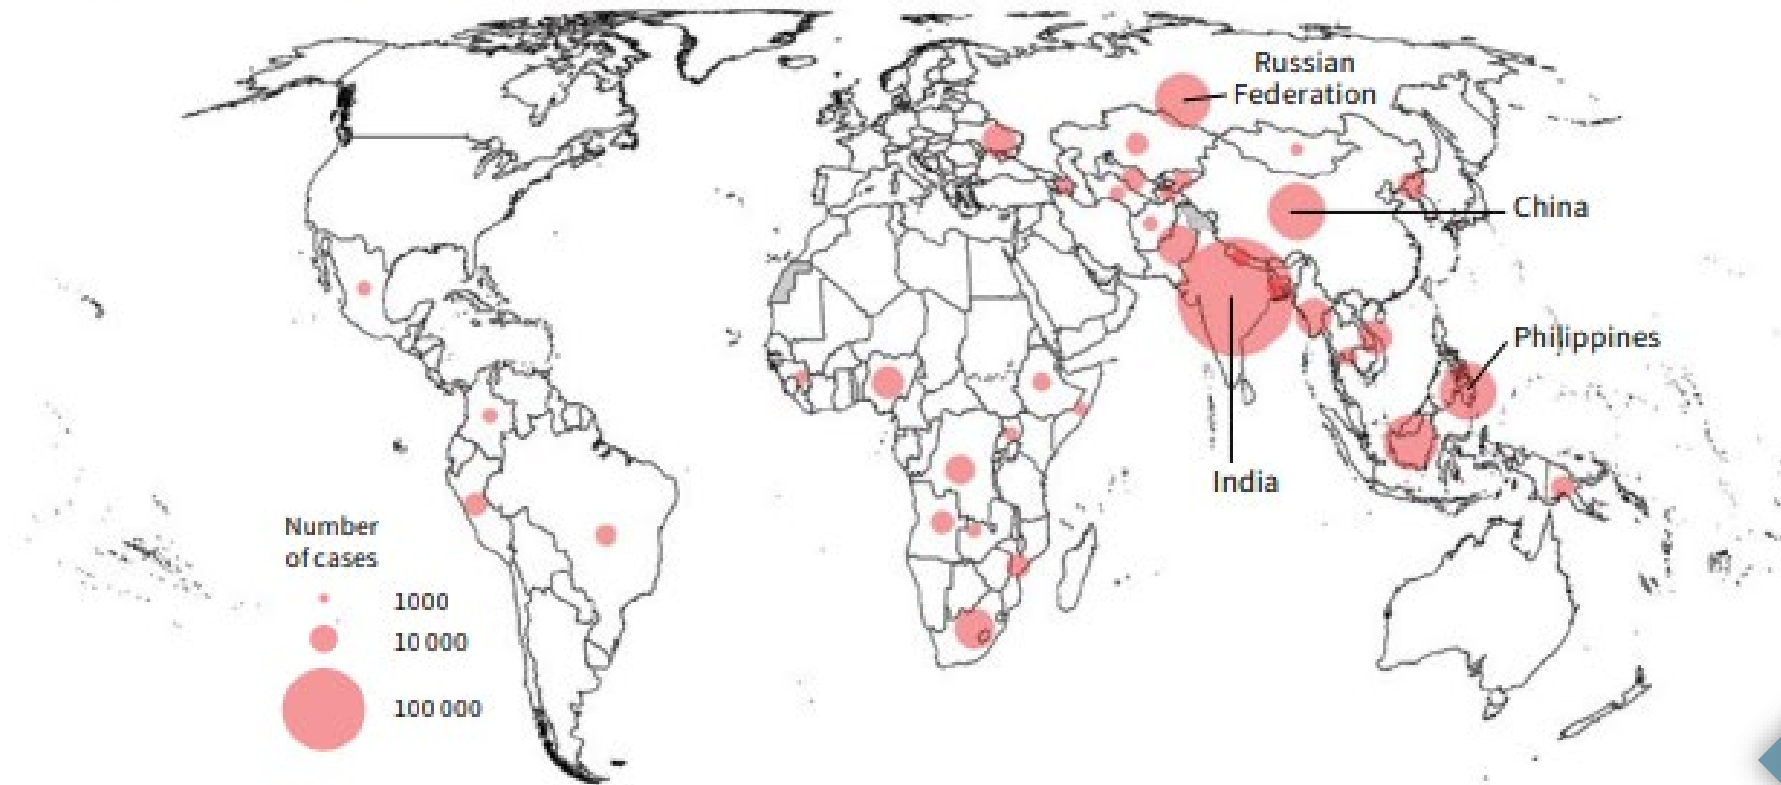 Russian
Federation
China
Philippines
India
Number
of cases
1000
10 000
100 000